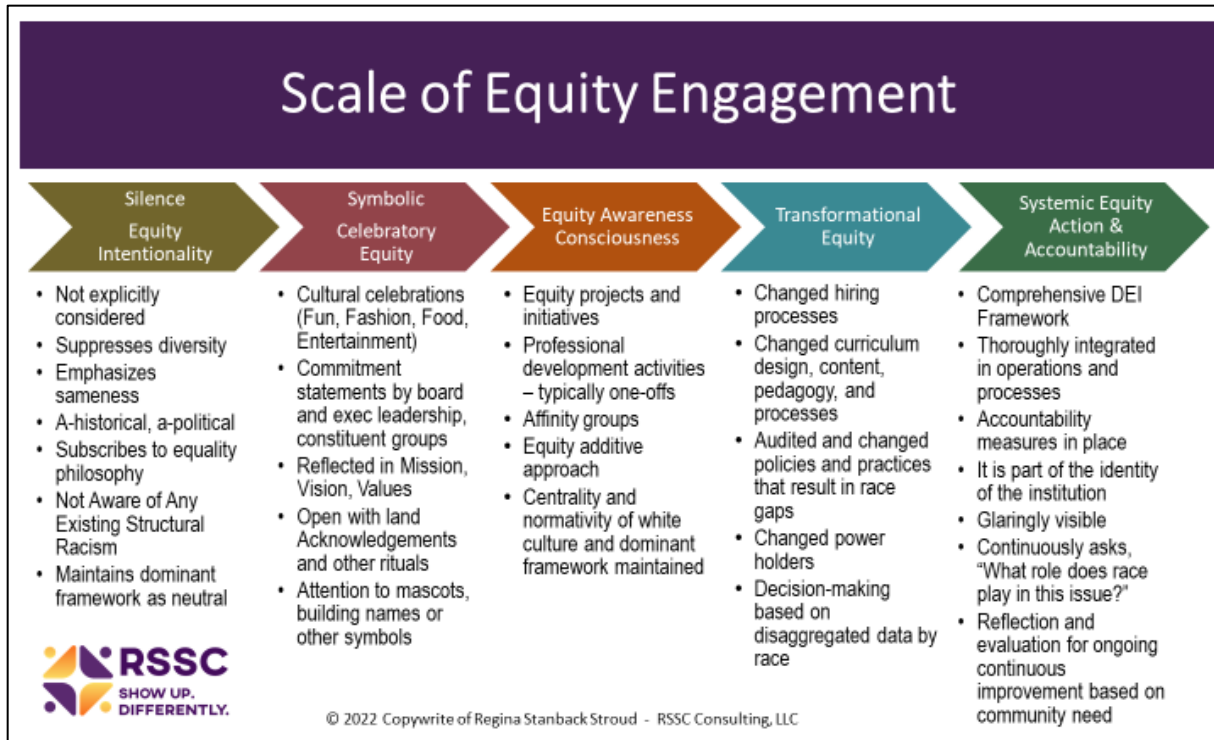 Scale of Equity Engagement
Silence
Equity
Intentionality
Symbolic
Celebratory
Equity
Equity Awareness
Consciousness
Transformational
Equity
Systemic Equity
Action &
Accountability
• Not explicitly
considered
• Suppresses diversity
• Emphasizes
sameness
• A-historical, a-political
• Subscribes to equality
philosophy
• Not Aware of Any
Existing Structural
Racism
• Maintains dominant
framework as neutral
• Cultural celebrations
(Fun, Fashion, Food,
Entertainment)
• Commitment
statements by board
and exec leadership,
constituent groups
• Reflected in Mission,
Vision, Values
• Open with land
Acknowledgements
and other rituals
• Attention to mascots,
building names or
other symbols
• Equity projects and
initiatives
• Professional
development activities
– typically one-offs
• Affinity groups
• Equity additive
approach
• Centrality and
normativity of white
culture and dominant
framework maintained
• Changed hiring
processes
• Changed curriculum
design, content,
pedagogy, and
processes
• Audited and changed
policies and practices
that result in race
gaps
• Changed power
holders
• Decision-making
based on
disaggregated data by
race
• Comprehensive DEI
Framework
• Thoroughly integrated
in operations and
processes
• Accountability
measures in place
• It is part of the identity
of the institution
• Glaringly visible
• Continuously asks,
“What role does race
play in this issue?”
• Reflection and
evaluation for ongoing
continuous
improvement based on
community need
RSSC
SHOW UP.
DIFFERENTLY.
© 2022 Copywrite of Regina Stanback Stroud - RSSC Consulting, LLC